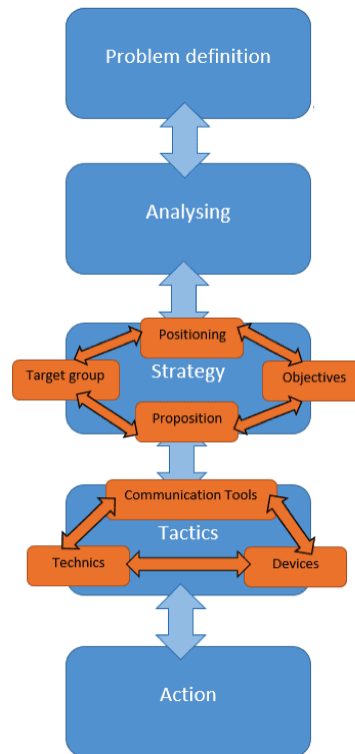 Problem definition
Analysing
Positioning
Target group
Strategy
Objectives
Proposition
Communication Tools
Tactics
Technics
Devices
Action